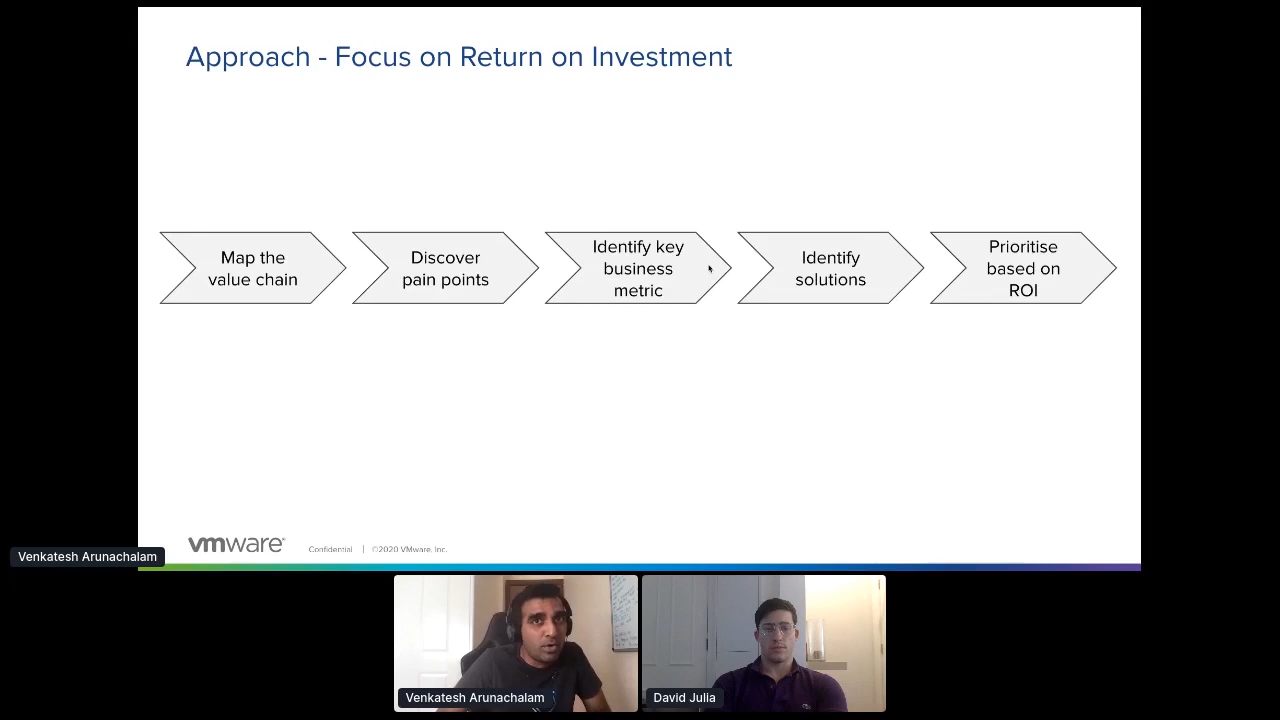 Approach - Focus on Return on Investment
Map the
value chain
Discover
pain points
Identify key
business
metric
Identify
solutions
Prioritise
based on
ROI
vmware®
Confidential | ©2020 VMware, Inc.
Venkatesh Arunachalam
Venkatesh Arunachalam
David Julia